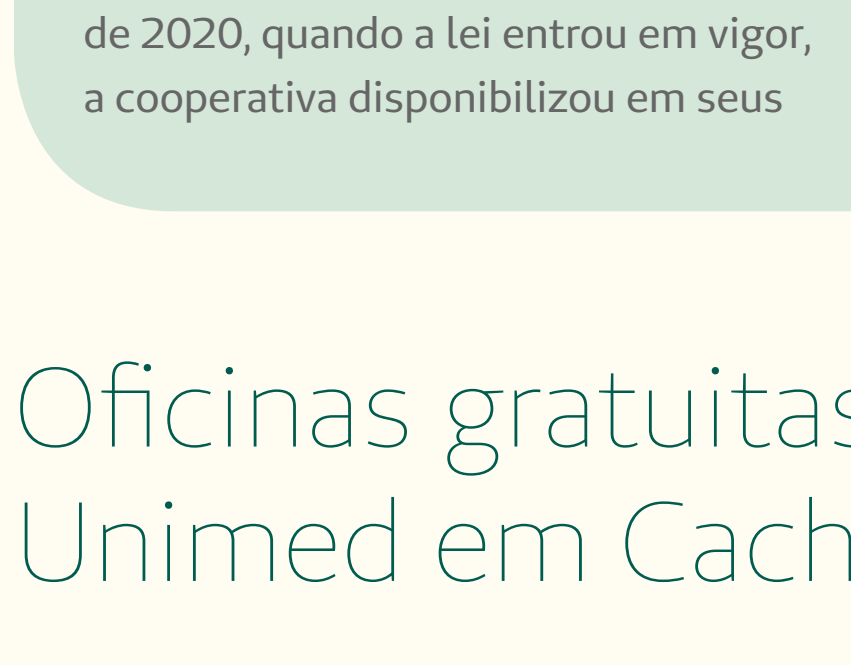 de 2020, quando a lei entrou em vigor,
a cooperativa disponibilizou em seus
Oficinas gratuitas
Unimed em Cach